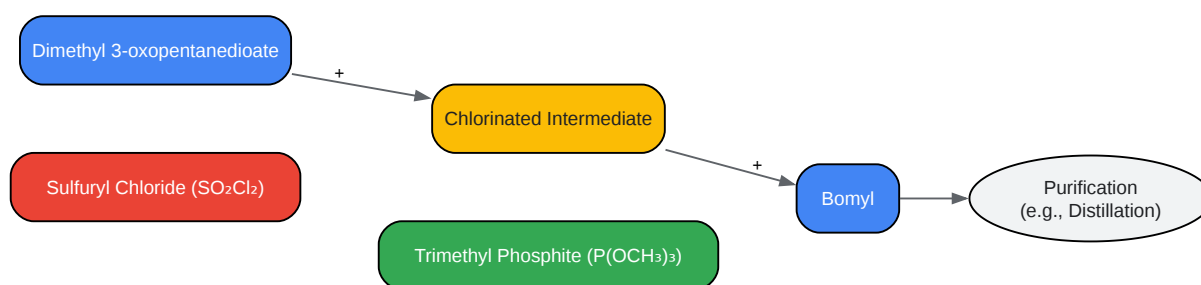 Dimethyl 3-oxopentanedioate
+
Chlorinated Intermediate
Sulfuryl Chloride (SO₂Cl₂)
+
Bomyl
Purification
(e.g., Distillation)
Trimethyl Phosphite (P(OCH₃)₃)